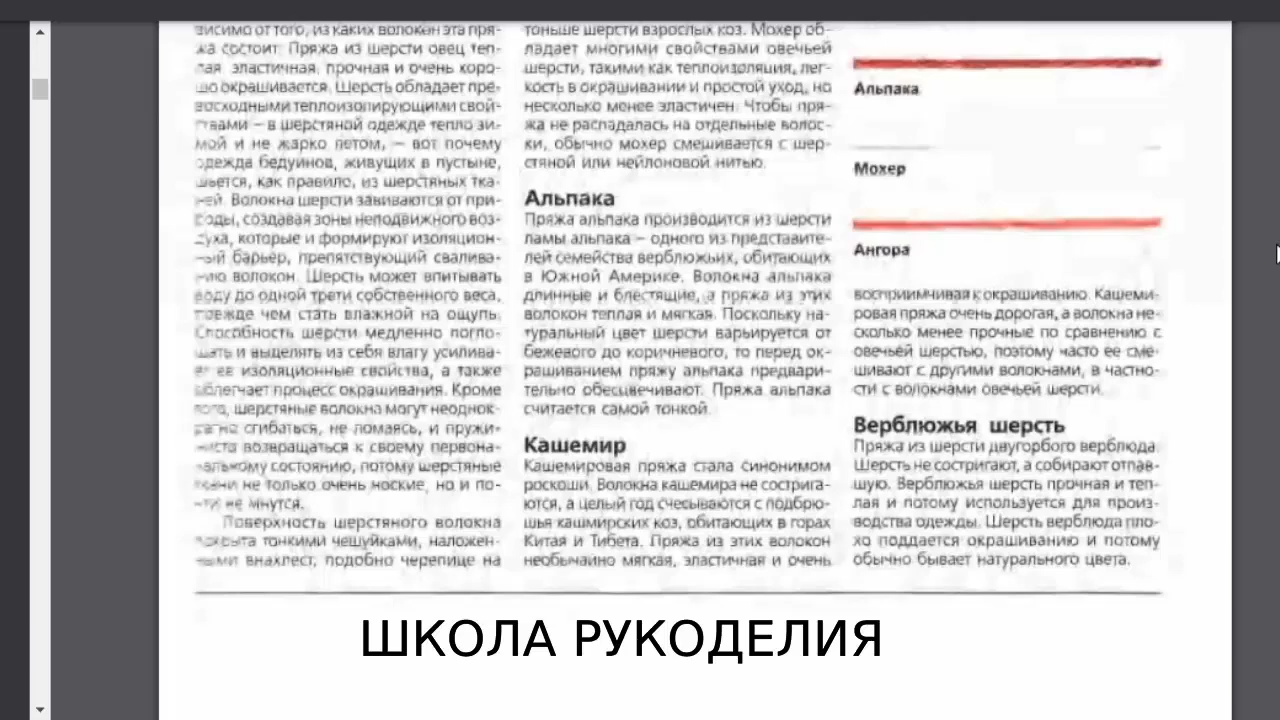 висимо от того, из каких волокон эта пря-
жа состоит. Пряжа из шерсти овец теп-
лая, эластичная, прочная и очень хоро-
шо окрашивается. Шерсть обладает пре-
восходными теплоизолирующими свой-
ствами – в шерстяной одежде тепло зи-
мой и не жарко летом, – вот почему
одежда бедуинов, живущих в пустыне,
шьется, как правило, из шерстяных тка-
ней. Волокна шерсти завиваются от при-
роды, создавая зоны неподвижного воз-
духа, которые и формируют изоляцион-
ный барьер, препятствующий свалива-
нию волокон. Шерсть может впитывать
воду до одной трети собственного веса,
прежде чем стать влажной на ощупь.
Способность шерсти медленно погло-
щать и выделять из себя влагу усилива-
ет ее изоляционные свойства, а также
облегчает процесс окрашивания. Кроме
того, шерстяные волокна могут неоднок-
ратно сгибаться, не ломаясь, и пружи-
нисто возвращаться к своему первона-
чальному состоянию, потому шерстяные
ткани не только очень ноские, но и по-
чти не мнутся.
Поверхность шерстяного волокна
покрыта тонкими чешуйками, наложен-
ными внахлест, подобно черепице на
тоньше шерсти взрослых коз. Мохер об-
ладает многими свойствами овечьей
шерсти, такими как теплоизоляция, лег-
кость в окрашивании и простой уход, но
несколько менее эластичен. Чтобы пря-
жа не распадалась на отдельные волос-
ки, обычно мохер смешивается с шер-
стяной или нейлоновой нитью.
Альпака
Пряжа альпака производится из шерсти
ламы альпака – одного из представите-
лей семейства верблюжьих, обитающих
в Южной Америке. Волокна альпака
длинные и блестящие, а пряжа из этих
волокон теплая и мягкая. Поскольку на-
туральный цвет шерсти варьируется от
бежевого до коричневого, то перед ок-
рашиванием пряжу альпака предвари-
тельно обесцвечивают. Пряжа альпака
считается самой тонкой.
Кашемир
Кашемировая пряжа стала синонимом
роскоши. Волокна кашемира не сострига-
ются, а целый год счесываются с подбрю-
шья кашмирских коз, обитающих в горах
Китая и Тибета. Пряжа из этих волокон
необычайно мягкая, эластичная и очень
Альпака
Мохер
Ангора
восприимчивая к окрашиванию. Кашеми-
ровая пряжа очень дорогая, а волокна не-
сколько менее прочные по сравнению с
овечьей шерстью, поэтому часто ее сме-
шивают с другими волокнами, в частно-
сти с волокнами овечьей шерсти.
Верблюжья шерсть
Пряжа из шерсти двугорбого верблюда.
Шерсть не состригают, а собирают отпав-
шую. Верблюжья шерсть прочная и теп-
лая и потому используется для произ-
водства одежды. Шерсть верблюда пло-
хо поддается окрашиванию и потому
обычно бывает натурального цвета.
ШКОЛА РУКОДЕЛИЯ